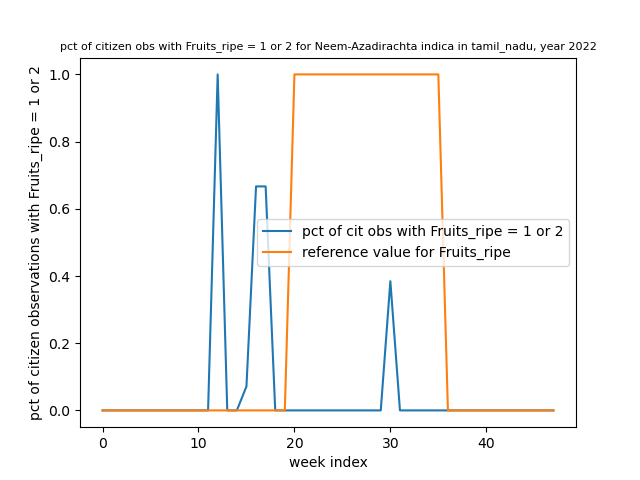 pct of citizen obs with Fruits_ripe = 1 or 2 for Neem-Azadirachta indica in tamil_nadu, year 2022
pct of citizen observations with Fruits_ripe = 1 or 2
1.0
0.8
0.6
0.4
0.2
0.0
pct of cit obs with Fruits_ripe = 1 or 2
reference value for Fruits_ripe
0 10 20 30 40
week index